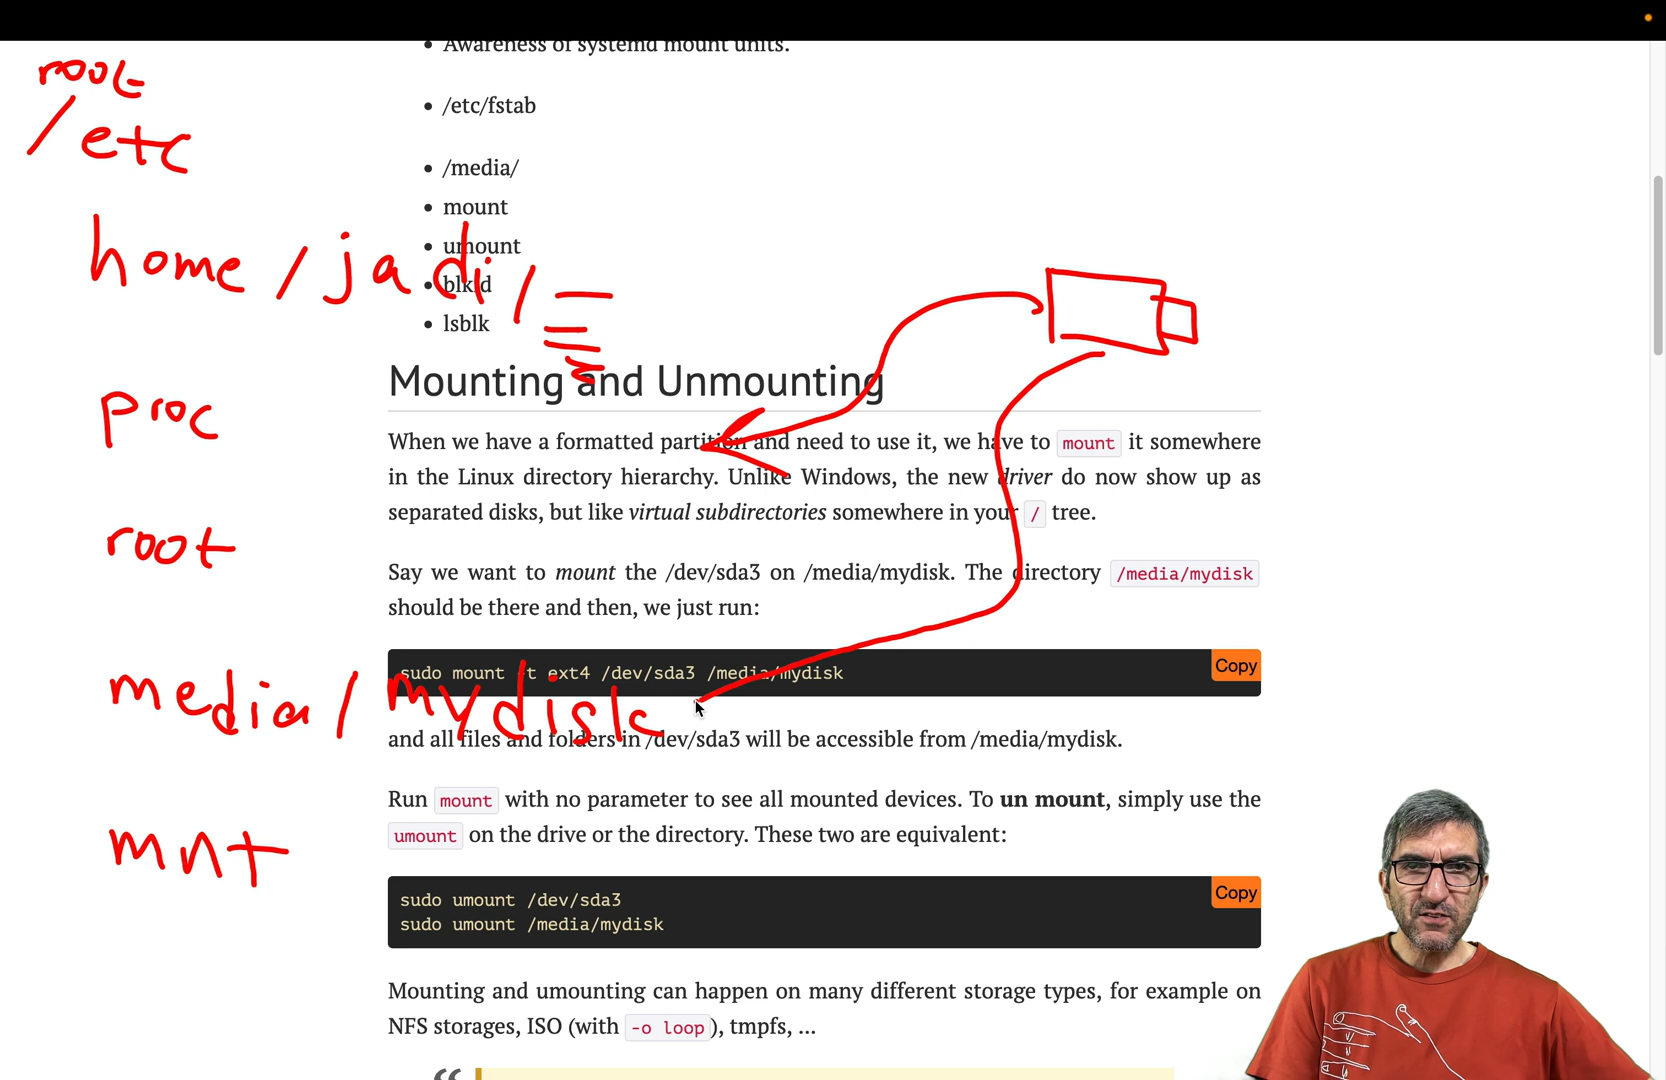 Awareness of systemd mount units.
root
/etc/fstab
/ etc
/media/
mount
umount
home / jadi /
blkid
lsblk
Mounting and Unmounting
proc
When we have a formatted partition and need to use it, we have to mount it somewhere
in the Linux directory hierarchy. Unlike Windows, the new driver do now show up as
separated disks, but like virtual subdirectories somewhere in your / tree.
root
Say we want to mount the /dev/sda3 on /media/mydisk. The directory /media/mydisk
should be there and then, we just run:
Copy
sudo mount -t ext4 /dev/sda3 /media/mydisk
media / mydisk
and all files and folders in /dev/sda3 will be accessible from /media/mydisk.
Run mount with no parameter to see all mounted devices. To un mount, simply use the
umount on the drive or the directory. These two are equivalent:
mnt
Copy
sudo umount /dev/sda3
sudo umount /media/mydisk
Mounting and umounting can happen on many different storage types, for example on
NFS storages, ISO (with -o loop), tmpfs, ...
“